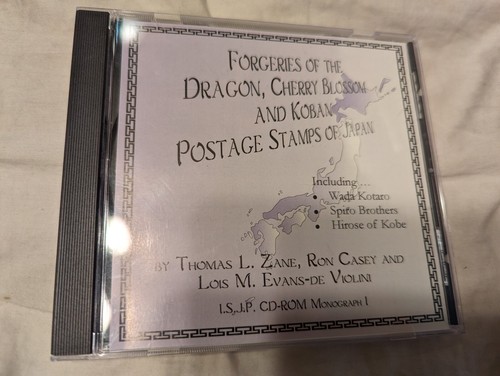 FORGERIES OF THE
DRAGON, CHERRY BLOSSOM
AND KOBAN
POSTAGE STAMPS OF JAPAN
Including ...
• Wada Kotaro
• Spiro Brothers
• Hirose of Kobe
BY THOMAS L. ZANE, RON CASEY AND
LOIS M. EVANS-DE VIOLINI
I.S.J.P. CD-ROM MONOGRAPH 1